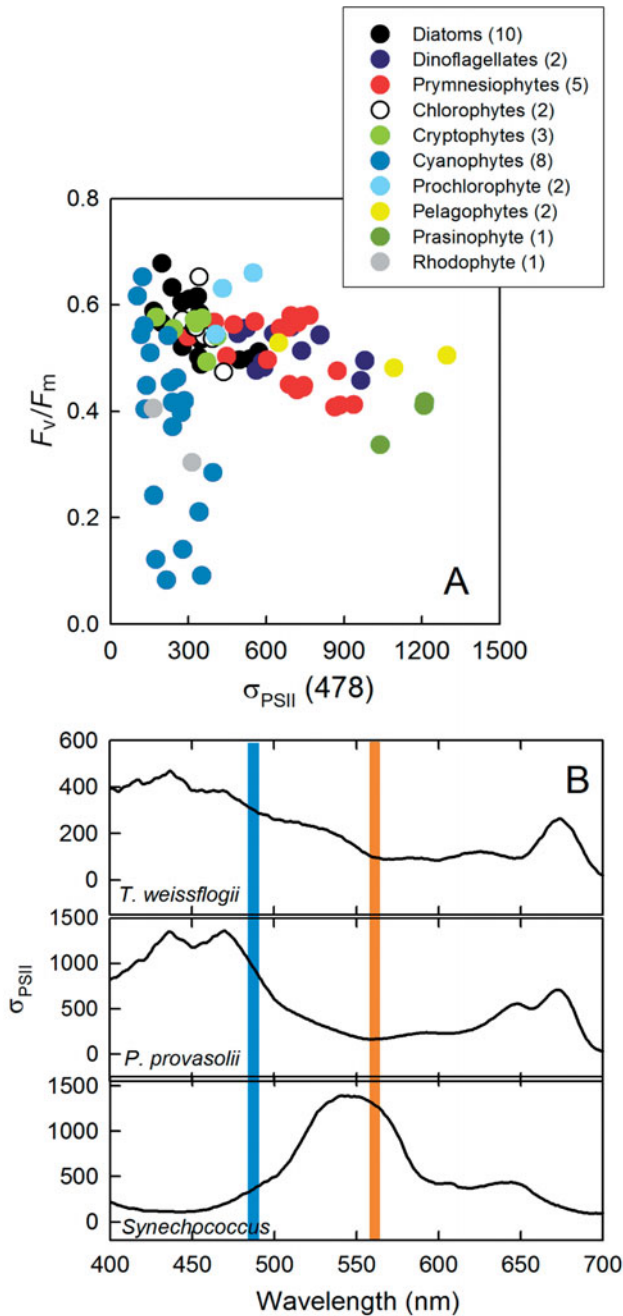 Diatoms (10)
Dinoflagellates (2)
Prymnesiophytes (5)
Chlorophytes (2)
Cryptophytes (3)
Cyanophytes (8)
Prochlorophyte (2)
Pelagophytes (2)
Prasinophyte (1)
Rhodophyte (1)
0.8
0.6
0.4
0.2
0.0
Fv/Fm
A
0 300 600 900 1200 1500
σPSII (478)
B
600
400
200
0
T. weissflogii
1500
1000
500
0
P. provasolii
σPSII
1500
1000
500
0
Synechococcus
400 450 500 550 600 650 700
Wavelength (nm)